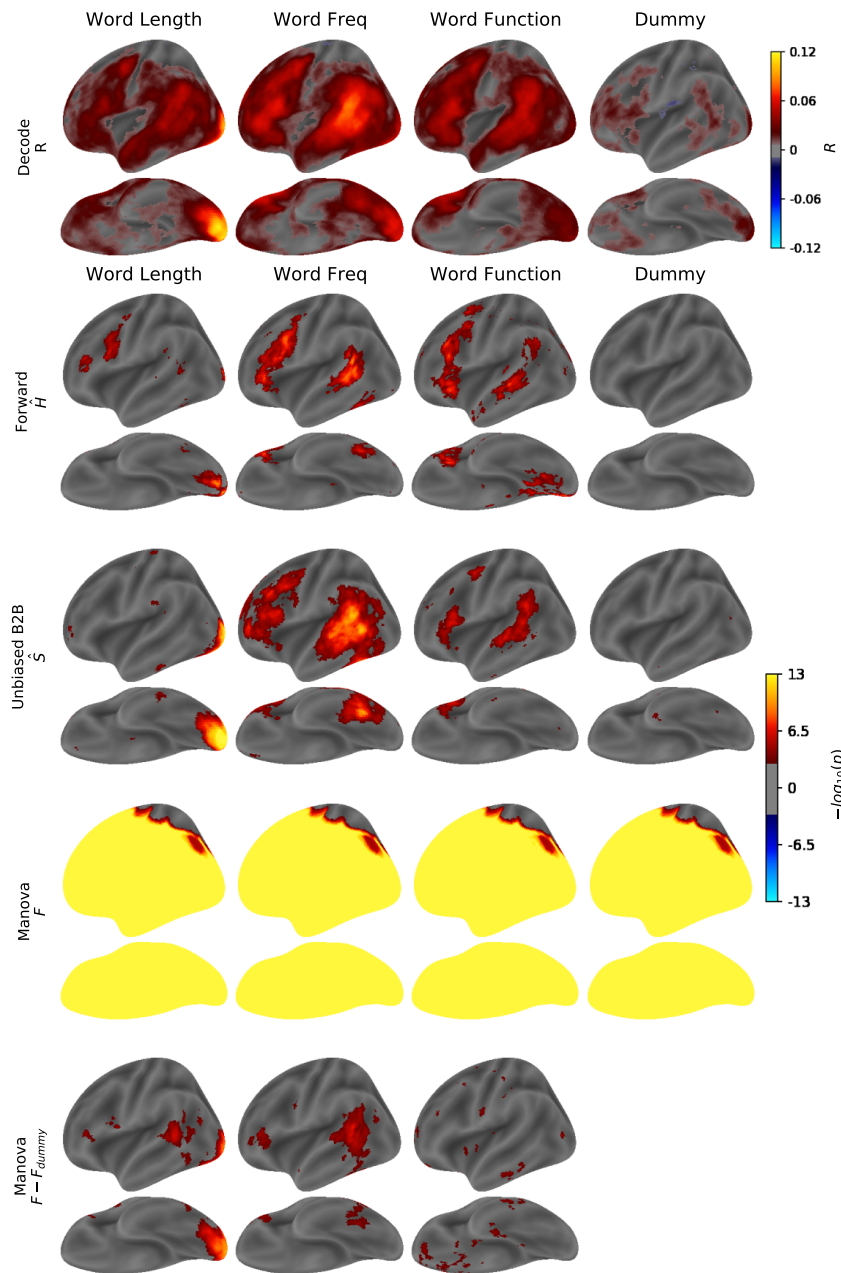 Word Length Word Freq Word Function Dummy
Decode
R
0.12
0.06
0
-0.06
-0.12
R
Word Length Word Freq Word Function Dummy
Forward
Ĥ
Unbiased B2B
Ŝ
13
6.5
0
-6.5
-13
−log₁₀(p)
Manova
F
Manova
F − F_dummy